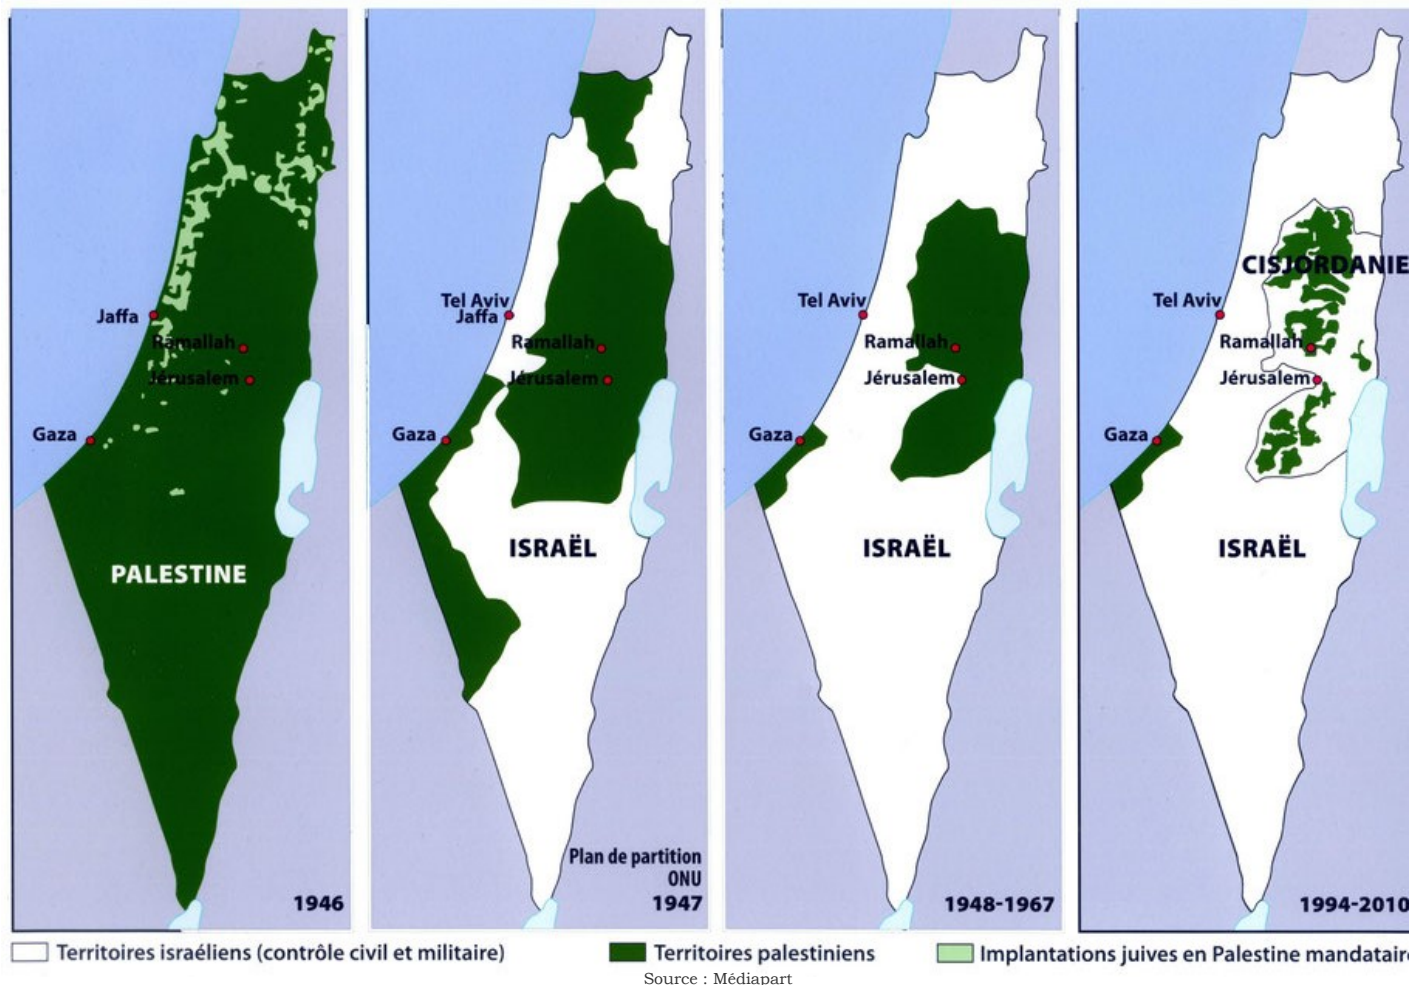 Jaffa
Ramallah
Jérusalem
Gaza
PALESTINE
1946
Tel Aviv
Jaffa
Ramallah
Jérusalem
Gaza
ISRAËL
Plan de partition
ONU
1947
Tel Aviv
Ramallah
Jérusalem
Gaza
ISRAËL
1948-1967
CISJORDANIE
Tel Aviv
Ramallah
Jérusalem
Gaza
ISRAËL
1994-2010
Territoires israéliens (contrôle civil et militaire)
Territoires palestiniens
Implantations juives en Palestine mandataire
Source : Médiapart